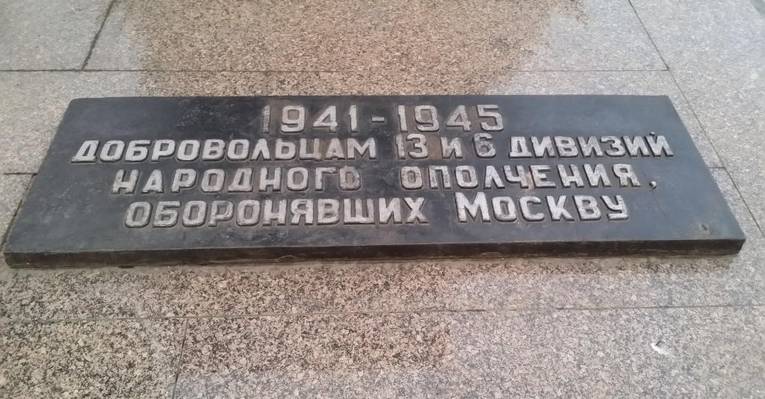 1941-1945
ДОБРОВОЛЬЦАМ 13 И 6 ДИВИЗИЙ
НАРОДНОГО ОПОЛЧЕНИЯ,
ОБОРОНЯВШИХ МОСКВУ